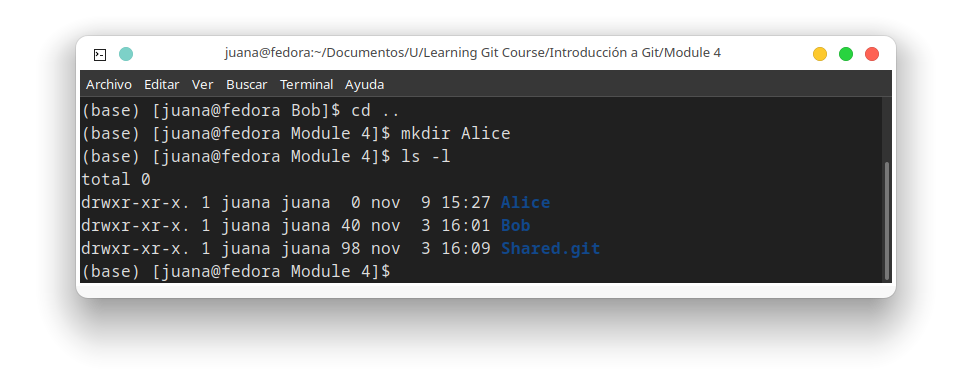 juana@fedora:~/Documentos/U/Learning Git Course/Introducción a Git/Module 4
Archivo Editar Ver Buscar Terminal Ayuda
(base) [juana@fedora Bob]$ cd ..
(base) [juana@fedora Module 4]$ mkdir Alice
(base) [juana@fedora Module 4]$ ls -l
total 0
drwxr-xr-x. 1 juana juana  0 nov  9 15:27 Alice
drwxr-xr-x. 1 juana juana 40 nov  3 16:01 Bob
drwxr-xr-x. 1 juana juana 98 nov  3 16:09 Shared.git
(base) [juana@fedora Module 4]$